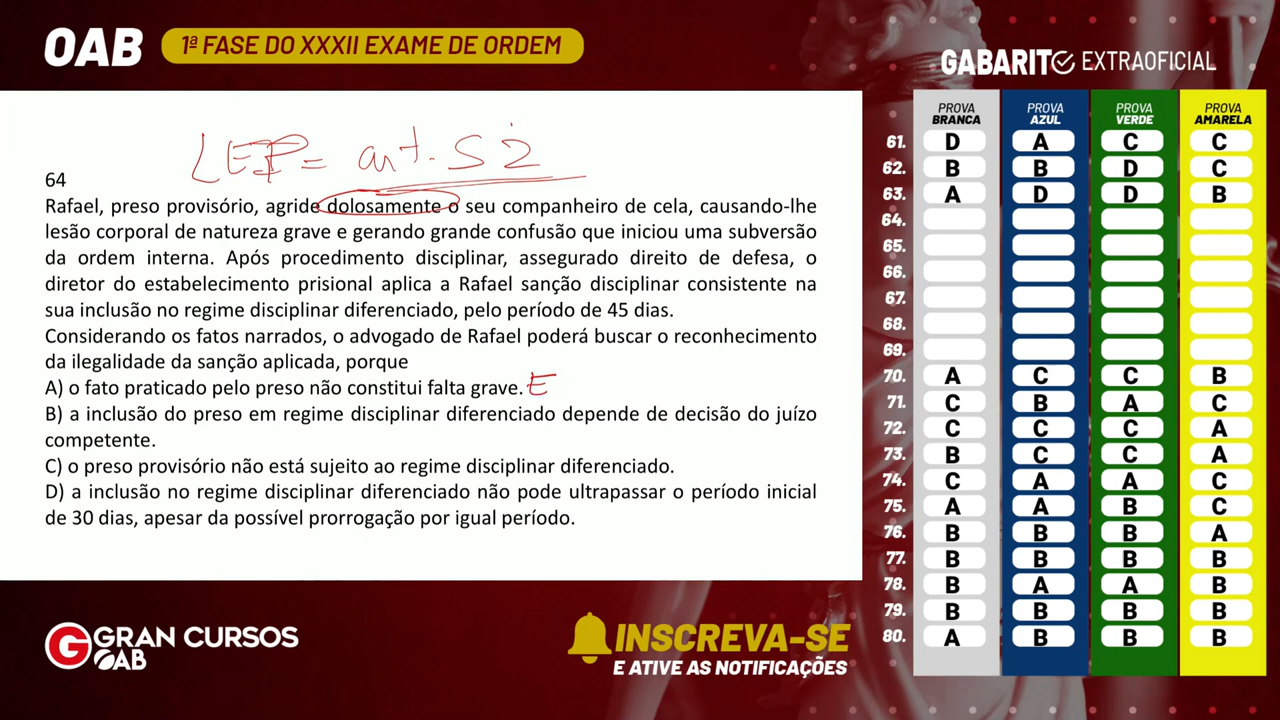 OAB
1ª FASE DO XXXII EXAME DE ORDEM
GABARITO EXTRAOFICIAL
LEP = art. 52
64
Rafael, preso provisório, agride dolosamente o seu companheiro de cela, causando-lhe
lesão corporal de natureza grave e gerando grande confusão que iniciou uma subversão
da ordem interna. Após procedimento disciplinar, assegurado direito de defesa, o
diretor do estabelecimento prisional aplica a Rafael sanção disciplinar consistente na
sua inclusão no regime disciplinar diferenciado, pelo período de 45 dias.
Considerando os fatos narrados, o advogado de Rafael poderá buscar o reconhecimento
da ilegalidade da sanção aplicada, porque
A) o fato praticado pelo preso não constitui falta grave. E
B) a inclusão do preso em regime disciplinar diferenciado depende de decisão do juízo
competente.
C) o preso provisório não está sujeito ao regime disciplinar diferenciado.
D) a inclusão no regime disciplinar diferenciado não pode ultrapassar o período inicial
de 30 dias, apesar da possível prorrogação por igual período.
PROVA BRANCA PROVA AZUL PROVA VERDE PROVA AMARELA
61. D A C C
62. B B D C
63. A D D B
64.
65.
66.
67.
68.
69.
70. A C C B
71. C B A C
72. C C C A
73. B C C A
74. C A A C
75. A A B C
76. B B B A
77. B B B B
78. B A A B
79. B B B B
80. A B B B
G GRAN CURSOS
OAB
INSCREVA-SE
E ATIVE AS NOTIFICAÇÕES